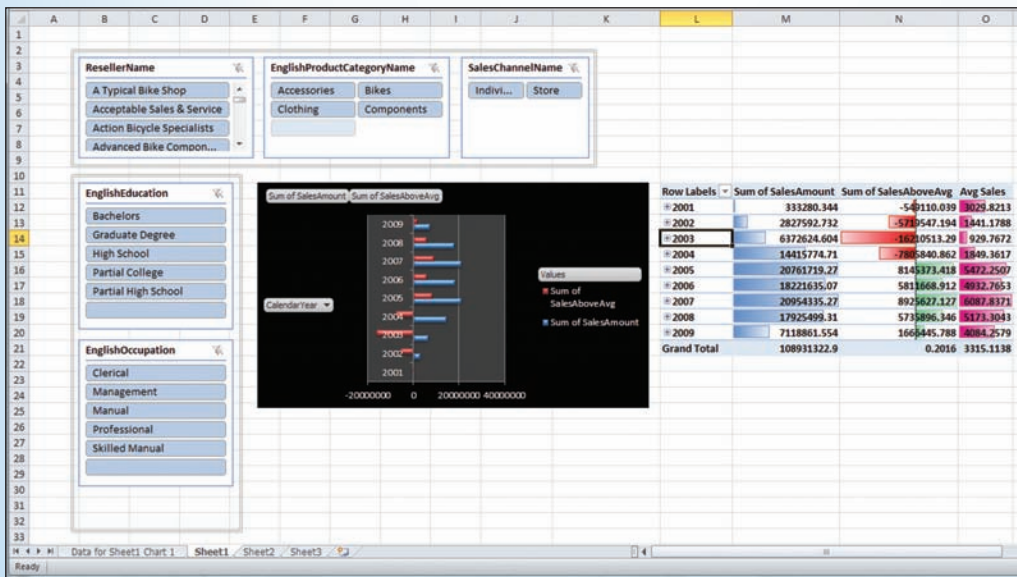 A B C D E F G H I J K L M N O
1
2
3
4
5
6
7
8
9
10
11
12
13
14
15
16
17
18
19
20
21
22
23
24
25
26
27
28
29
30
31
32
33
ResellerName
A Typical Bike Shop
Acceptable Sales & Service
Action Bicycle Specialists
Advanced Bike Compon...
EnglishProductCategoryName
Accessories Bikes
Clothing Components
SalesChannelName
Indivi... Store
EnglishEducation
Bachelors
Graduate Degree
High School
Partial College
Partial High School
EnglishOccupation
Clerical
Management
Manual
Professional
Skilled Manual
Sum of SalesAmount Sum of SalesAboveAvg
2009
2008
2007
2006
2005
2004
2003
2002
2001
-20000000 0 20000000 40000000
CalendarYear
Values
Sum of
SalesAboveAvg
Sum of SalesAmount
Row Labels Sum of SalesAmount Sum of SalesAboveAvg Avg Sales
2001 333280.344 -549110.039 3029.8213
2002 2827592.732 -5719547.194 1441.1788
2003 6372624.604 -16210513.29 929.7672
2004 14415774.71 -7805840.862 1849.3617
2005 20761719.27 8145373.418 5472.2507
2006 18221635.07 5811668.912 4932.7653
2007 20954335.27 8925627.127 6087.8371
2008 17925499.31 5735896.346 5173.3043
2009 7118861.554 1666445.788 4084.2579
Grand Total 108931322.9 0.2016 3315.1138
Data for Sheet1 Chart 1 Sheet1 Sheet2 Sheet3
Ready